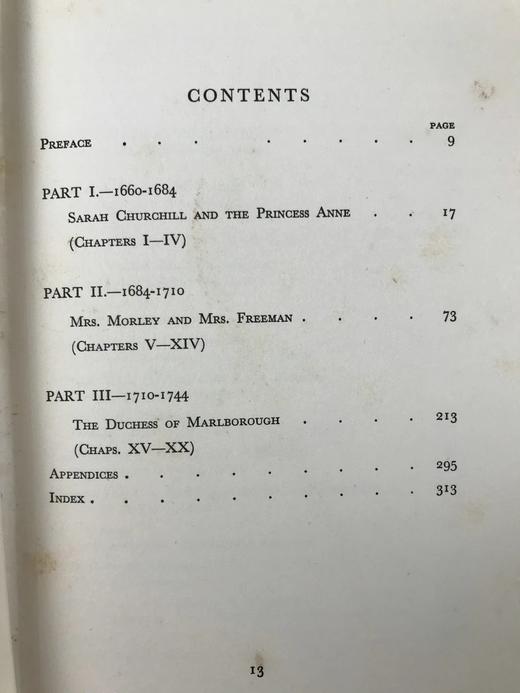 CONTENTS
PAGE
PREFACE . . . . . . . . 9
PART I.—1660-1684
SARAH CHURCHILL AND THE PRINCESS ANNE . . 17
(CHAPTERS I—IV)
PART II.—1684-1710
MRS. MORLEY AND MRS. FREEMAN . . . . 73
(CHAPTERS V—XIV)
PART III—1710-1744
THE DUCHESS OF MARLBOROUGH . . . . 213
(CHAPS. XV—XX)
APPENDICES . . . . . . . . . 295
INDEX . . . . . . . . . . 313
13